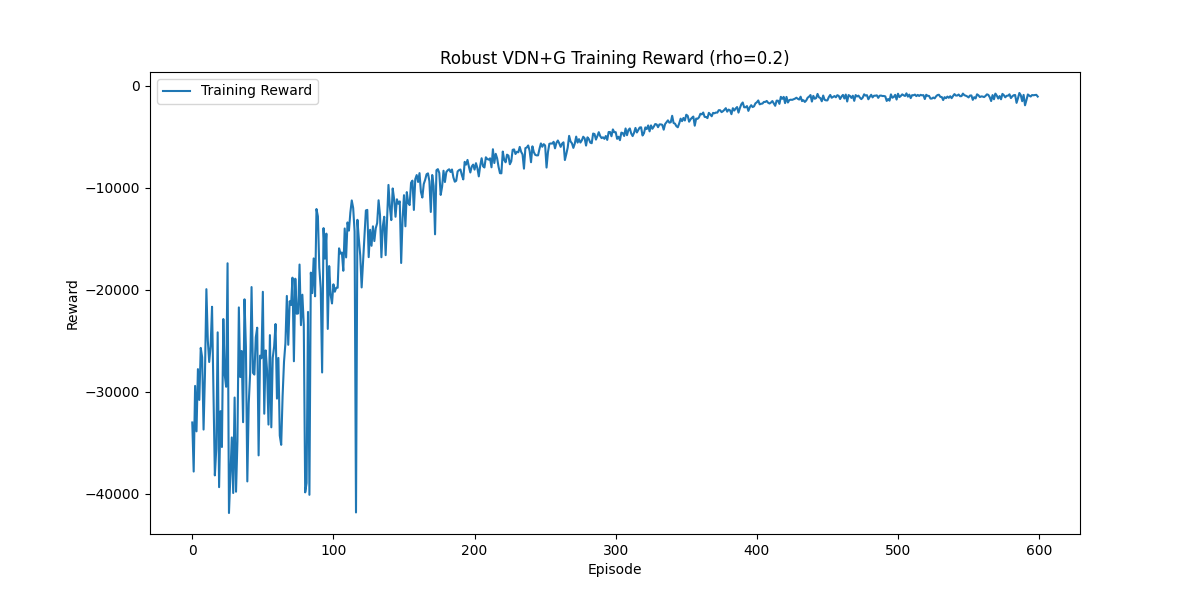 Robust VDN+G Training Reward (rho=0.2)
Training Reward
0
−10000
−20000
−30000
−40000
Reward
0 100 200 300 400 500 600
Episode